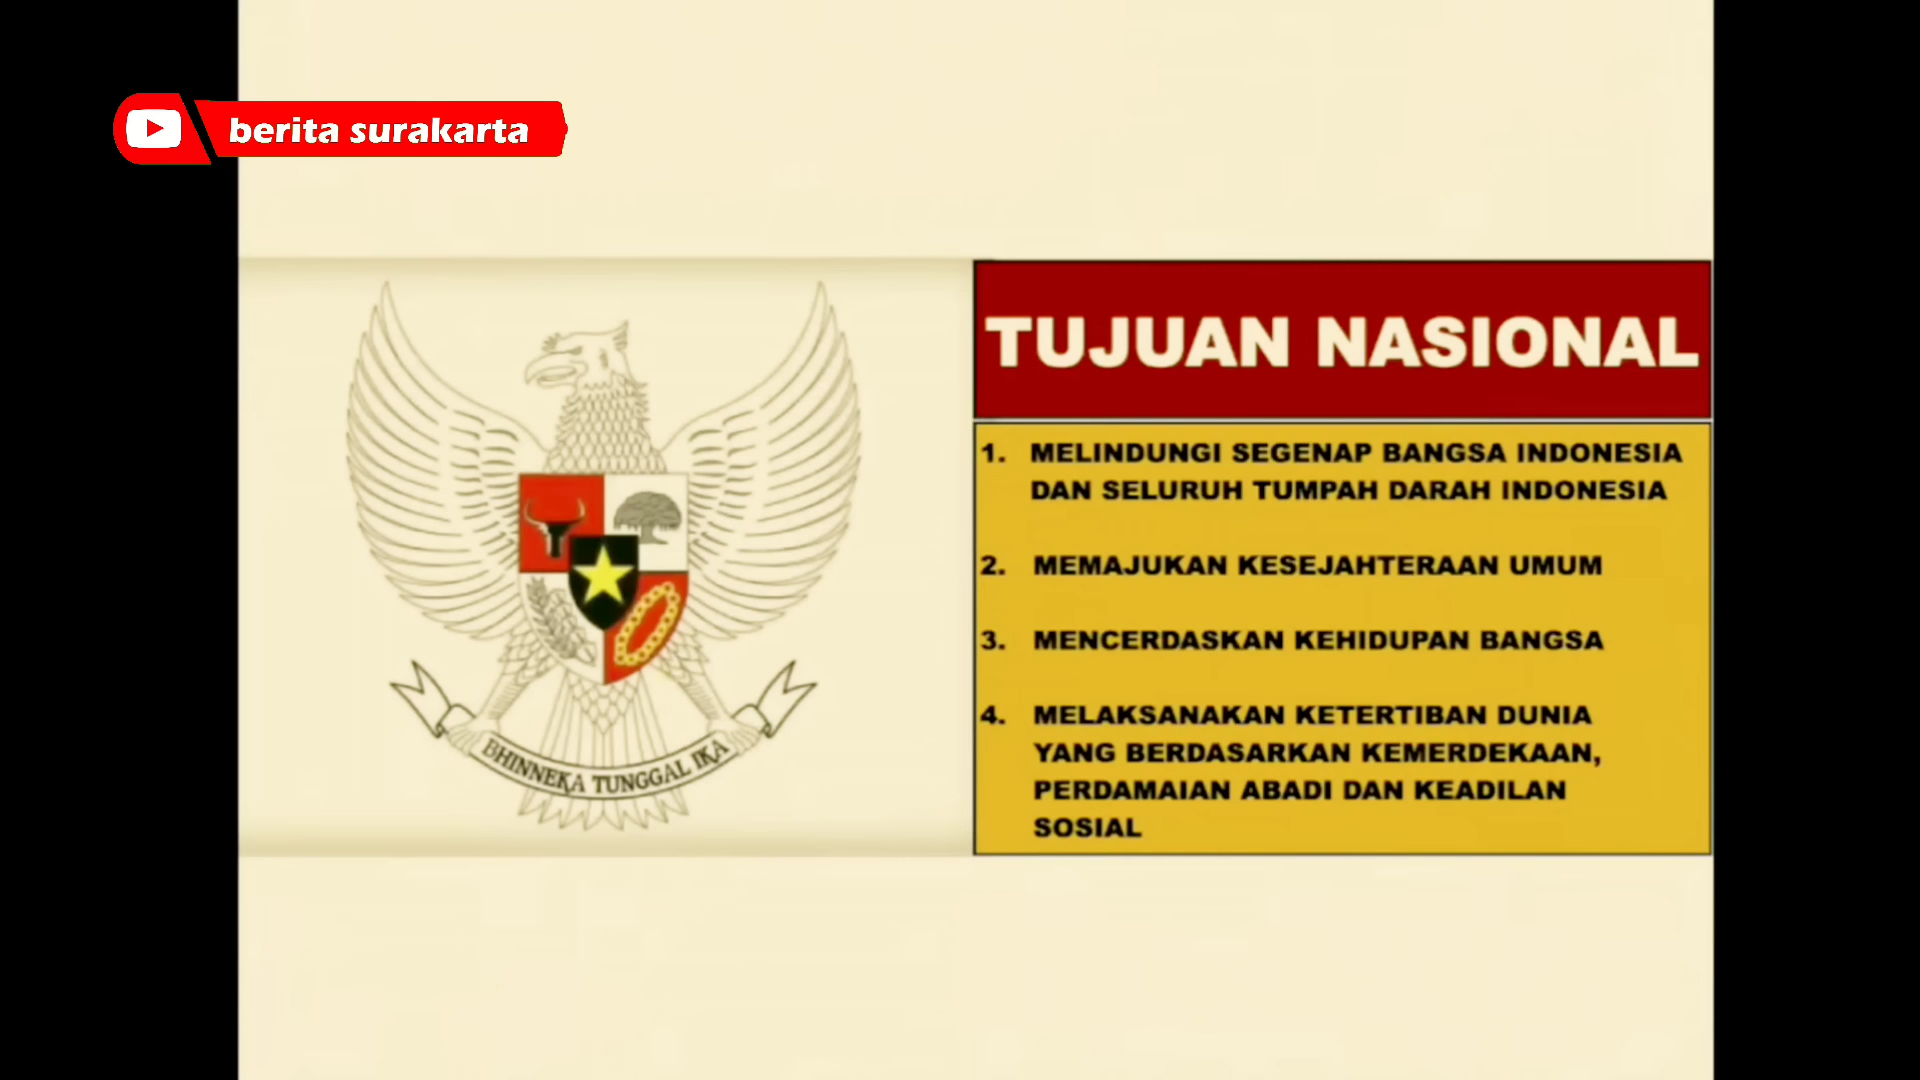 berita surakarta
TUJUAN NASIONAL
1. MELINDUNGI SEGENAP BANGSA INDONESIA
DAN SELURUH TUMPAH DARAH INDONESIA
2. MEMAJUKAN KESEJAHTERAAN UMUM
3. MENCERDASKAN KEHIDUPAN BANGSA
4. MELAKSANAKAN KETERTIBAN DUNIA
YANG BERDASARKAN KEMERDEKAAN,
PERDAMAIAN ABADI DAN KEADILAN
SOSIAL
BHINNEKA TUNGGAL IKA